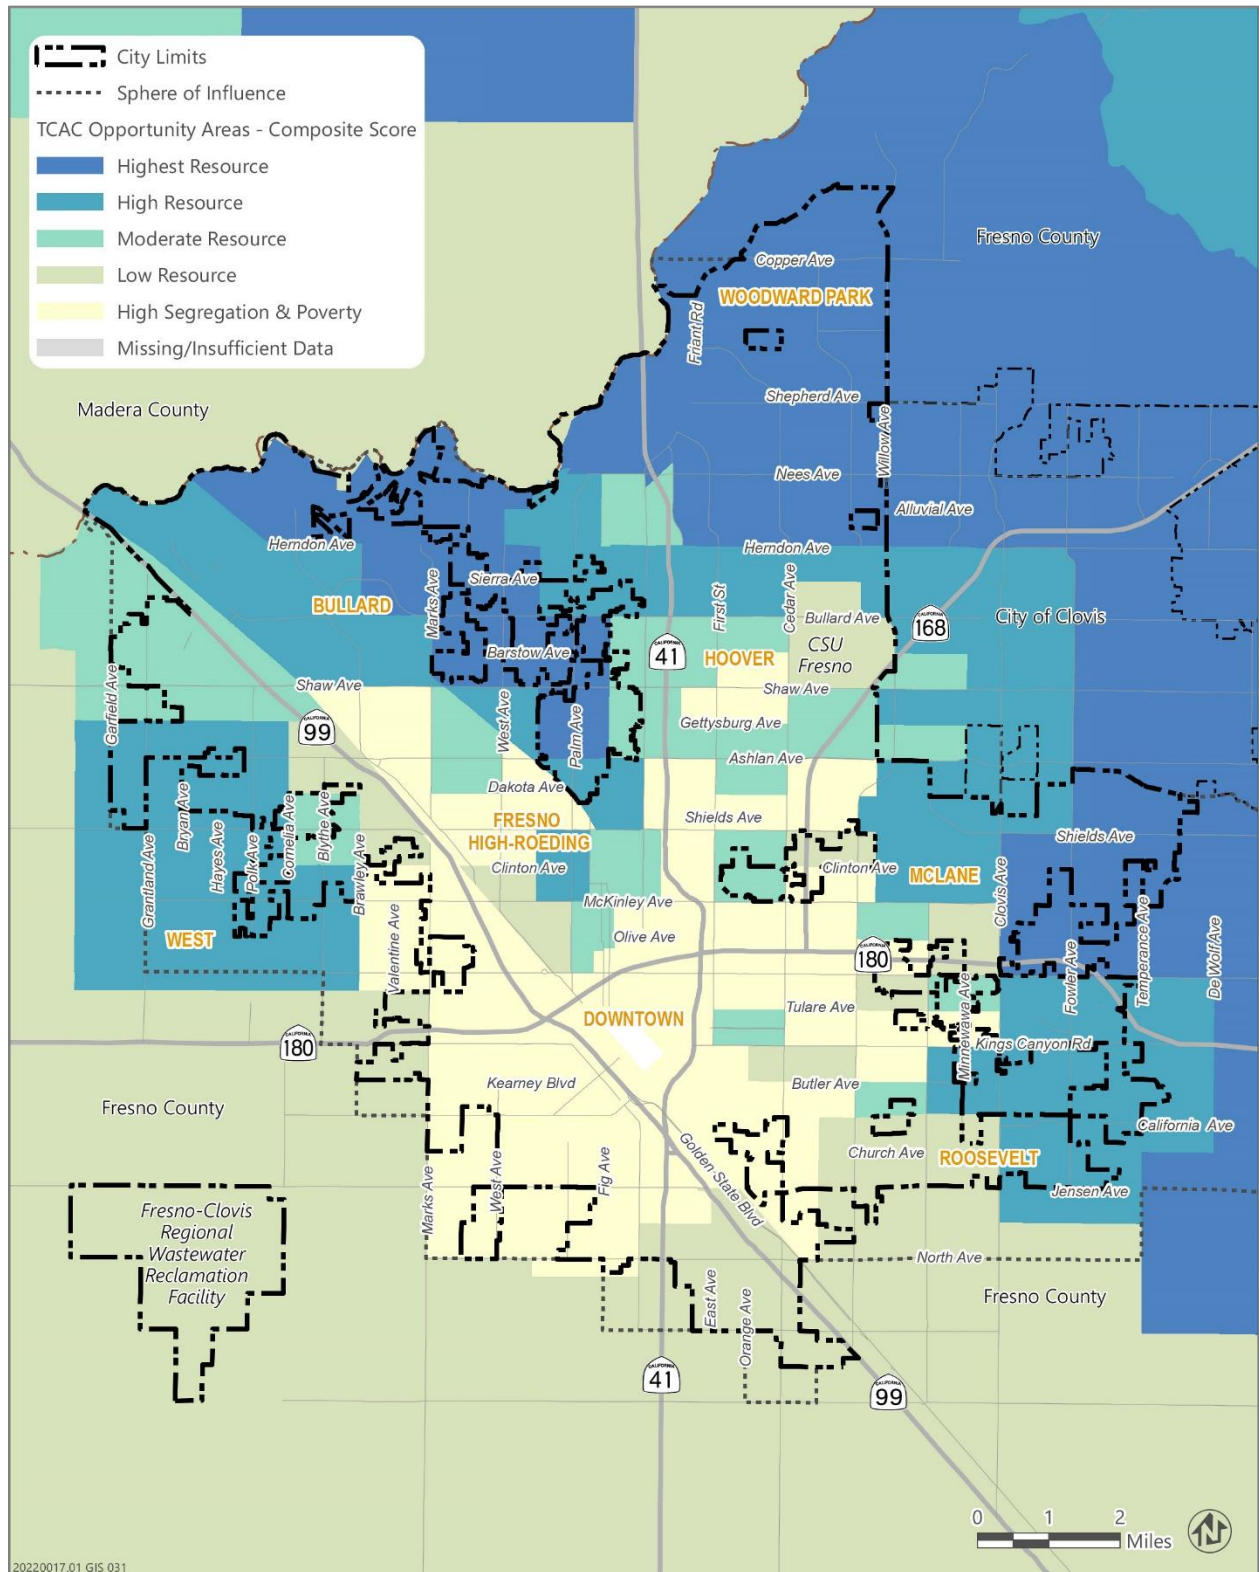 City Limits
Sphere of Influence
TCAC Opportunity Areas - Composite Score
Highest Resource
High Resource
Moderate Resource
Low Resource
High Segregation & Poverty
Missing/Insufficient Data
Fresno County
Copper Ave
WOODWARD PARK
Friant Rd
Shepherd Ave
Madera County
Willow Ave
Nees Ave
Alluvial Ave
Herndon Ave
Herndon Ave
Sierra Ave
BULLARD
Marks Ave
First St
Cedar Ave
Bullard Ave
CALIFORNIA
168
City of Clovis
CALIFORNIA
41
Barstow Ave
HOOVER
CSU
Fresno
Garfield Ave
Shaw Ave
Shaw Ave
West Ave
Palm Ave
Gettysburg Ave
CALIFORNIA
99
Ashlan Ave
Dakota Ave
Bryan Ave
Hayes Ave
Polk Ave
Cornelia Ave
Blythe Ave
Brawley Ave
Grantland Ave
FRESNO
HIGH-ROEDING
Shields Ave
Shields Ave
Clinton Ave
Clinton Ave
MCLANE
Clovis Ave
McKinley Ave
Olive Ave
WEST
Valentine Ave
CALIFORNIA
180
Fowler Ave
Temperance Ave
DeWolf Ave
Tulare Ave
Minnewawa Ave
DOWNTOWN
CALIFORNIA
180
Kings Canyon Rd
Kearney Blvd
Butler Ave
Fresno County
California Ave
Golden State Blvd
Church Ave
ROOSEVELT
Marks Ave
West Ave
Fig Ave
Jensen Ave
Fresno-Clovis
Regional
Wastewater
Reclamation
Facility
North Ave
East Ave
Orange Ave
Fresno County
CALIFORNIA
41
CALIFORNIA
99
0 1 2
Miles
N
20220017.01 GIS 031